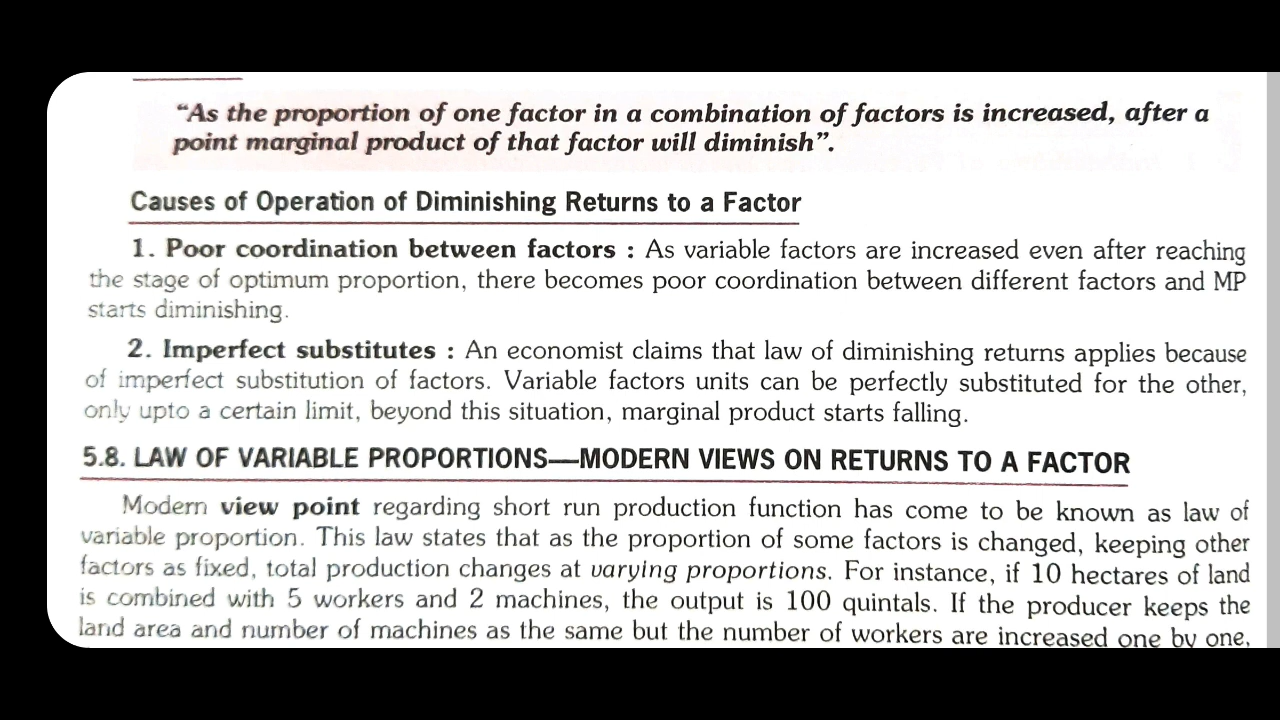 “As the proportion of one factor in a combination of factors is increased, after a
point marginal product of that factor will diminish”.
Causes of Operation of Diminishing Returns to a Factor
1. Poor coordination between factors : As variable factors are increased even after reaching
the stage of optimum proportion, there becomes poor coordination between different factors and MP
starts diminishing.
2. Imperfect substitutes : An economist claims that law of diminishing returns applies because
of imperfect substitution of factors. Variable factors units can be perfectly substituted for the other,
only upto a certain limit, beyond this situation, marginal product starts falling.
5.8. LAW OF VARIABLE PROPORTIONS—MODERN VIEWS ON RETURNS TO A FACTOR
Modern view point regarding short run production function has come to be known as law of
variable proportion. This law states that as the proportion of some factors is changed, keeping other
factors as fixed, total production changes at varying proportions. For instance, if 10 hectares of land
is combined with 5 workers and 2 machines, the output is 100 quintals. If the producer keeps the
land area and number of machines as the same but the number of workers are increased one by one,